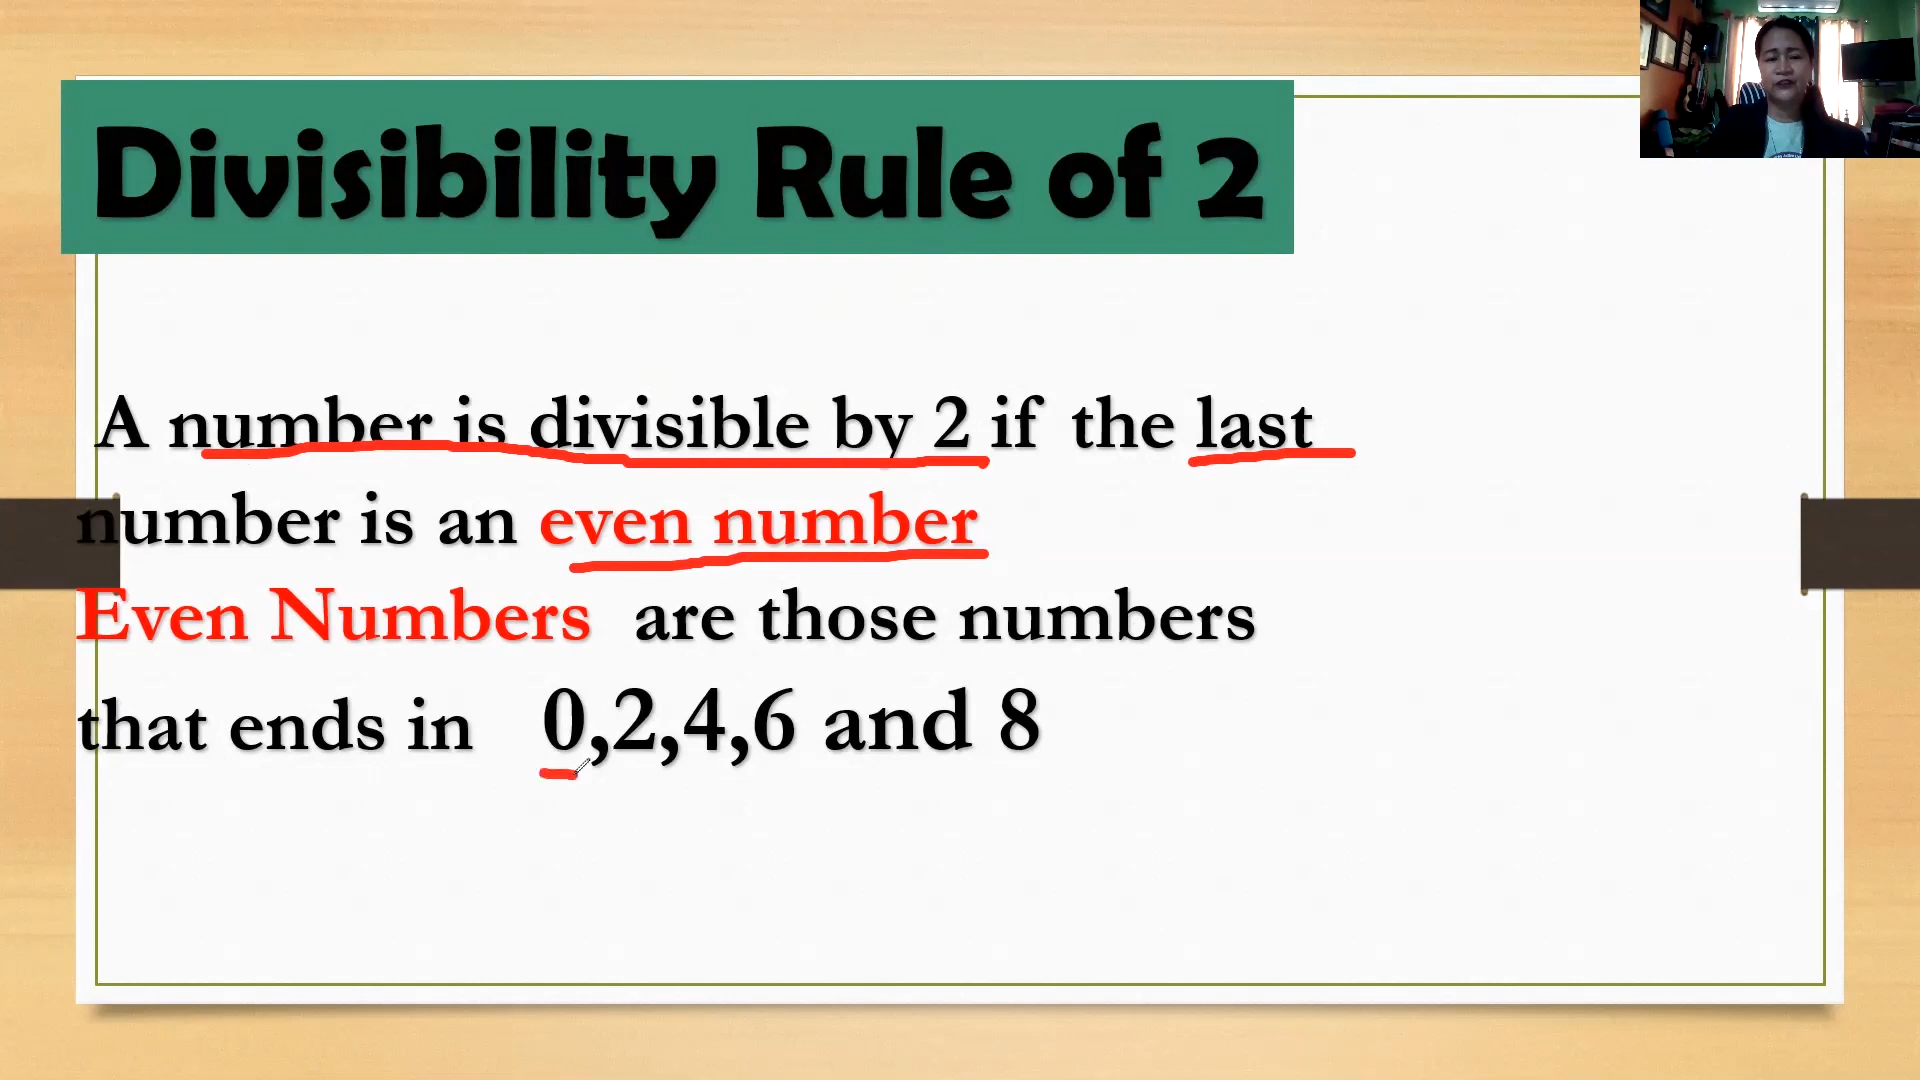 Divisibility Rule of 2
A number is divisible by 2 if the last
number is an even number
Even Numbers are those numbers
that ends in 0,2,4,6 and 8